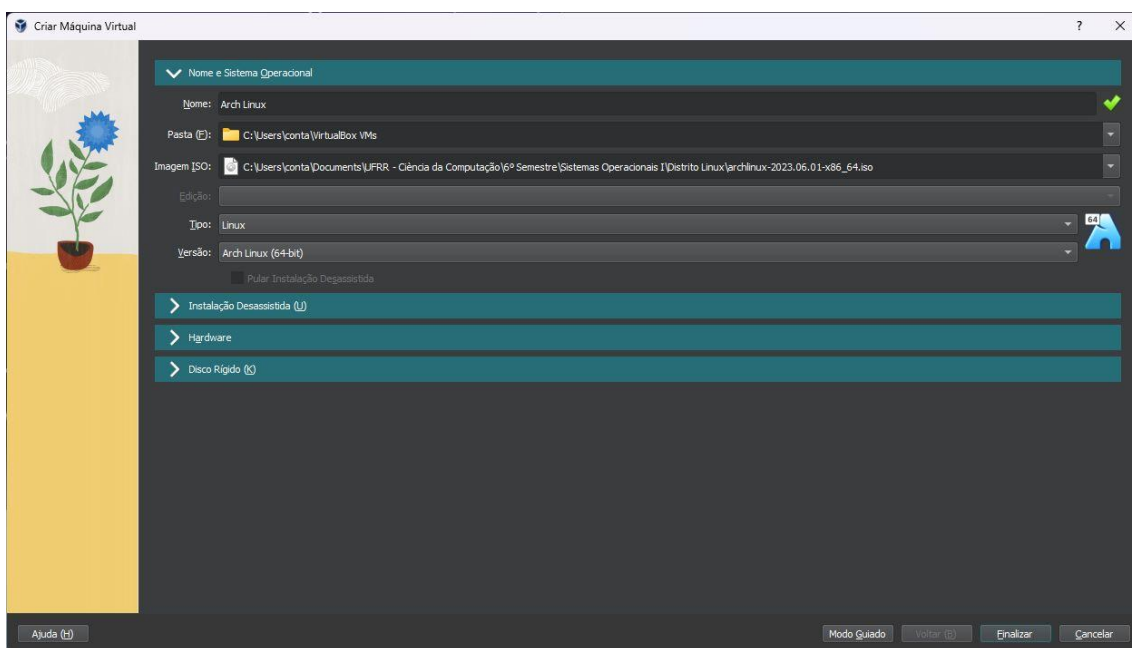 Criar Máquina Virtual
?
Nome e Sistema Operacional
Nome: Arch Linux
Pasta (F): C:\Users\conta\VirtualBox VMs
Imagem ISO: C:\Users\conta\Documents\UFRR - Ciência da Computação\6º Semestre\Sistemas Operacionais I\Distrito Linux\archlinux-2023.06.01-x86_64.iso
Edição:
Tipo: Linux
64
Versão: Arch Linux (64-bit)
Pular Instalação Desassistida
Instalação Desassistida (U)
Hardware
Disco Rígido (K)
Ajuda (H) Modo Guiado Voltar (B) Finalizar Cancelar